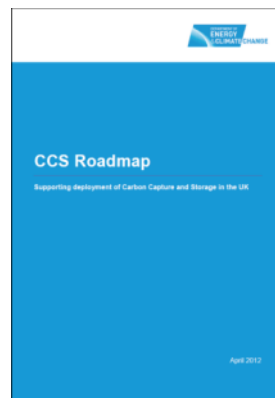 DEPARTMENT OF
ENERGY
& CLIMATE CHANGE
CCS Roadmap
Supporting deployment of Carbon Capture and Storage in the UK
April 2012